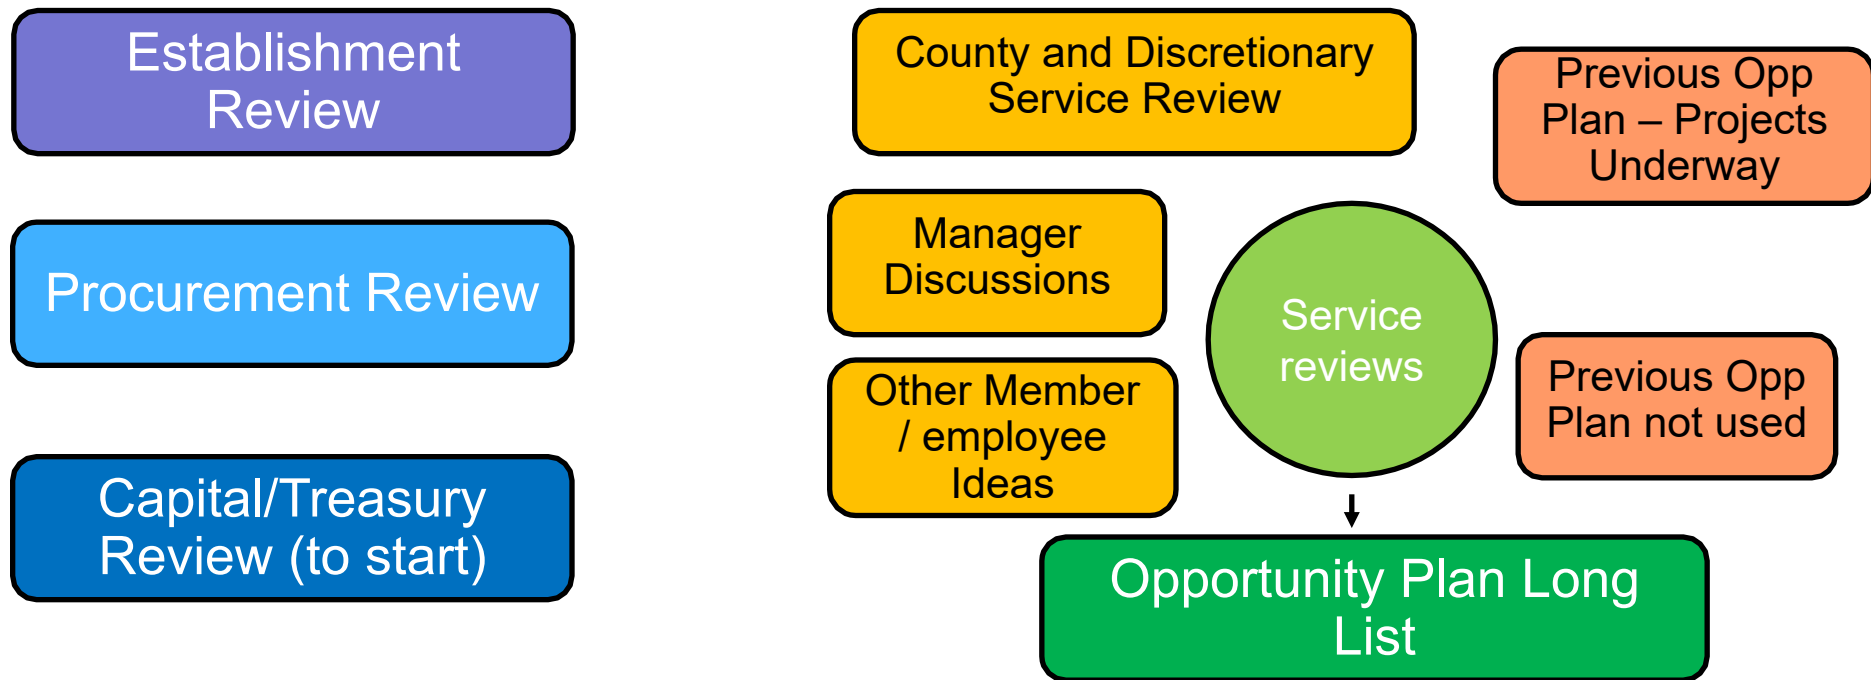 Establishment
Review
Procurement Review
Capital/Treasury
Review (to start)
County and Discretionary
Service Review
Previous Opp
Plan – Projects
Underway
Manager
Discussions
Service
reviews
Other Member
/ employee
Ideas
Previous Opp
Plan not used
Opportunity Plan Long
List